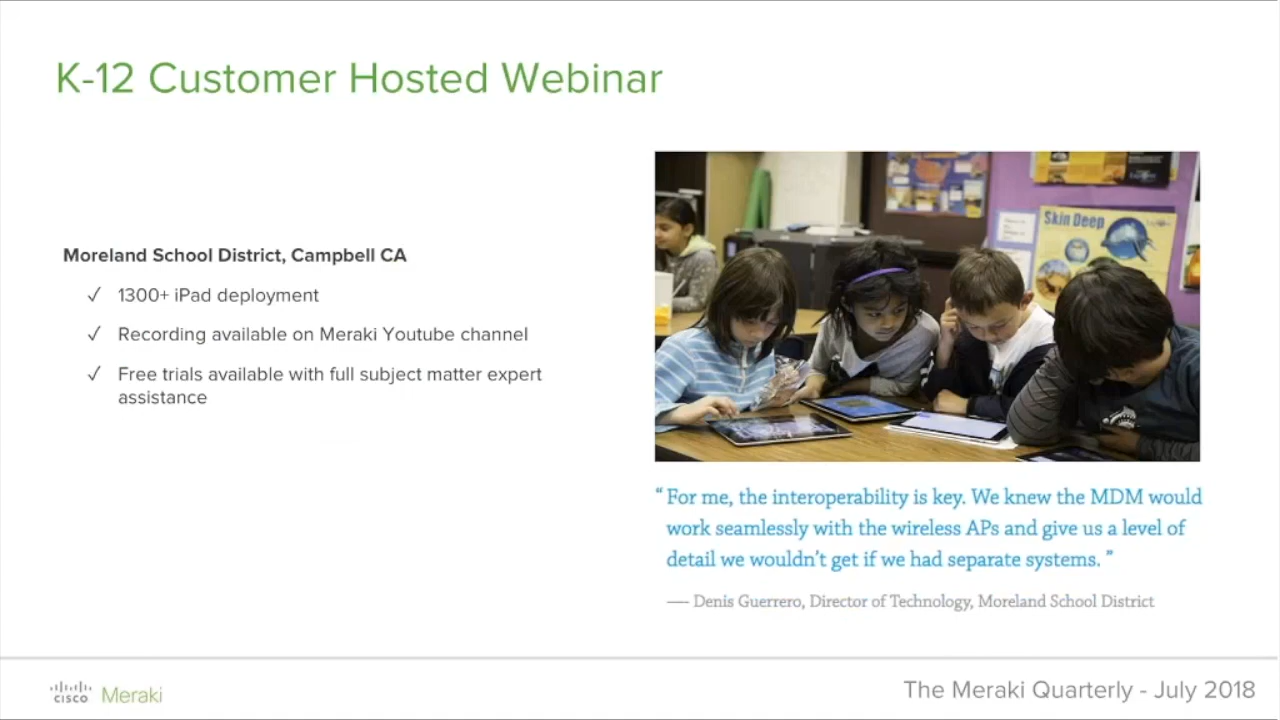 K-12 Customer Hosted Webinar
Moreland School District, Campbell CA
✓ 1300+ iPad deployment
✓ Recording available on Meraki Youtube channel
✓ Free trials available with full subject matter expert
assistance
Skin Deep
“ For me, the interoperability is key. We knew the MDM would
work seamlessly with the wireless APs and give us a level of
detail we wouldn’t get if we had separate systems. ”
— Denis Guerrero, Director of Technology, Moreland School District
cisco Meraki
The Meraki Quarterly - July 2018